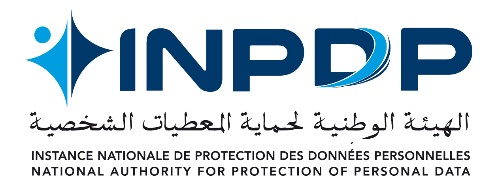 INPDP
الهيئة الوطنية لحماية المعطيات الشخصية
INSTANCE NATIONALE DE PROTECTION DES DONNÉES PERSONNELLES
NATIONAL AUTHORITY FOR PROTECTION OF PERSONAL DATA